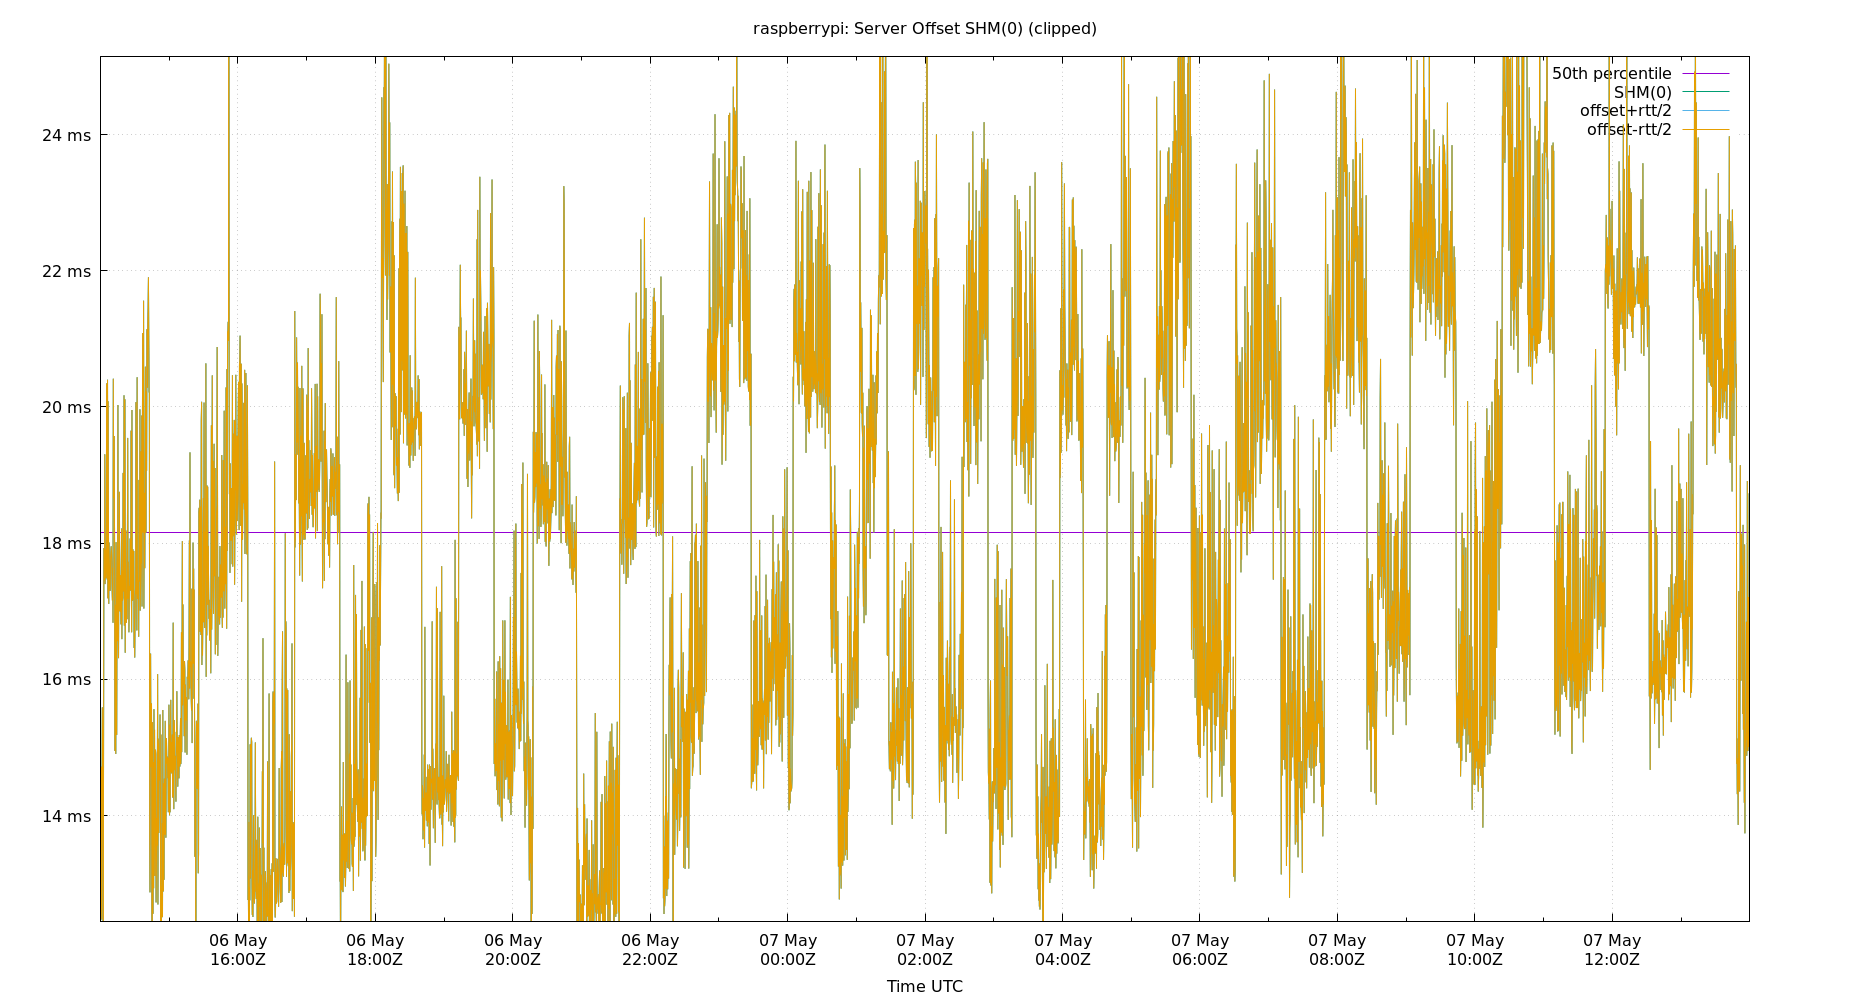 raspberrypi: Server Offset SHM(0) (clipped)
50th percentile
SHM(0)
offset+rtt/2
offset-rtt/2
24 ms
22 ms
20 ms
18 ms
16 ms
14 ms
06 May 06 May 06 May 06 May 07 May 07 May 07 May 07 May 07 May 07 May 07 May
16:00Z 18:00Z 20:00Z 22:00Z 00:00Z 02:00Z 04:00Z 06:00Z 08:00Z 10:00Z 12:00Z
Time UTC